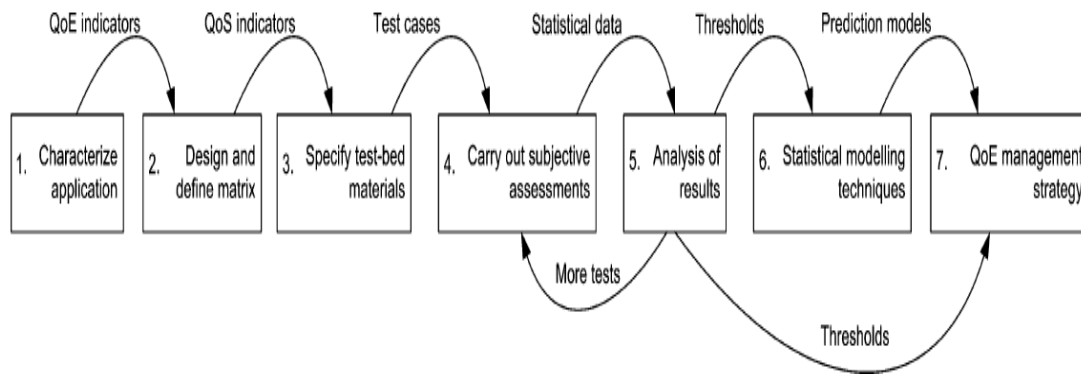 QoE indicators
QoS indicators
Test cases
Statistical data
Thresholds
Prediction models
1. Characterize
application
2. Design and
define matrix
3. Specify test-bed
materials
4. Carry out subjective
assessments
5. Analysis of
results
6. Statistical modelling
techniques
7. QoE management
strategy
More tests
Thresholds